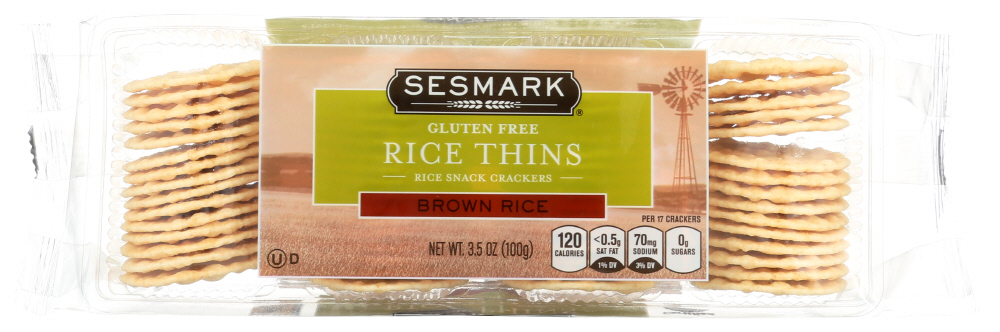 SESMARK
®
GLUTEN FREE
RICE THINS
RICE SNACK CRACKERS
BROWN RICE
PER 17 CRACKERS
NET WT. 3.5 OZ (100g)
120 CALORIES
<0.5g SAT FAT 1% DV
70mg SODIUM 3% DV
0g SUGARS
U D